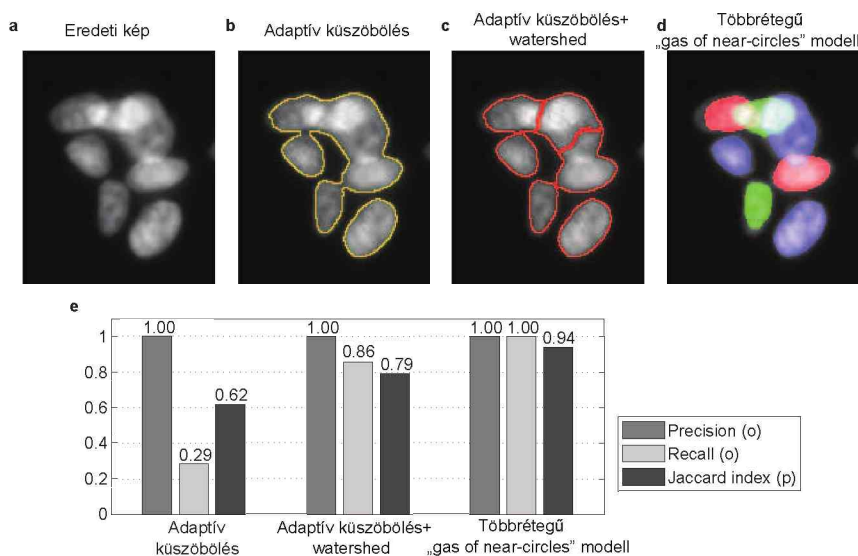 a Eredeti kép
b Adaptív küszöbölés
c Adaptív küszöbölés+
watershed
d Többrétegű
„gas of near-circles” modell
e
1.00
0.29
0.62
1.00
0.86
0.79
1.00
1.00
0.94
1
0.8
0.6
0.4
0.2
0
Adaptív
küszöbölés
Adaptív küszöbölés+
watershed
Többrétegű
„gas of near-circles” modell
Precision (o)
Recall (o)
Jaccard index (p)